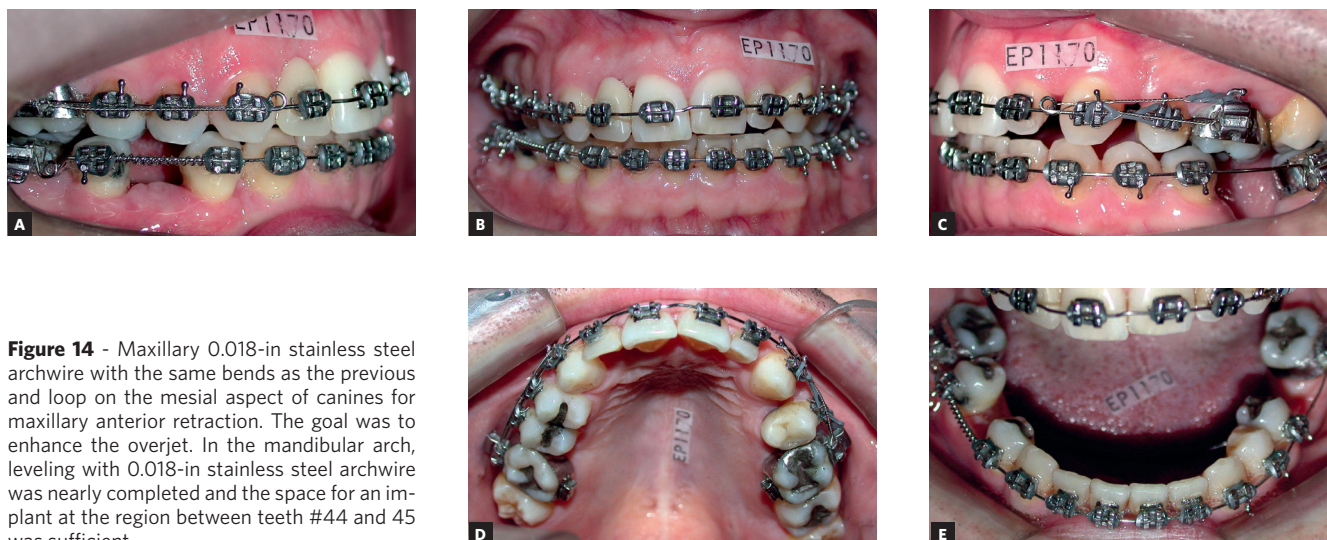 EP1170
EP1170
EP1170
A
B
C
Figure 14 - Maxillary 0.018-in stainless steel
archwire with the same bends as the previous
and loop on the mesial aspect of canines for
maxillary anterior retraction. The goal was to
enhance the overjet. In the mandibular arch,
leveling with 0.018-in stainless steel archwire
was nearly completed and the space for an im-
plant at the region between teeth #44 and 45
was sufficient
EP1170
EP1170
D
E